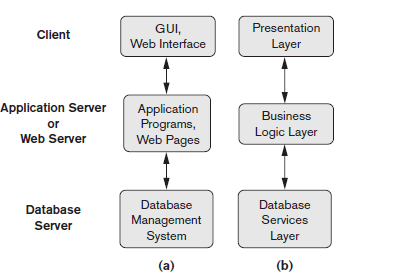 Client
GUI,
Web Interface
Presentation
Layer
Application Server
or
Web Server
Application
Programs,
Web Pages
Business
Logic Layer
Database
Server
Database
Management
System
Database
Services
Layer
(a)
(b)